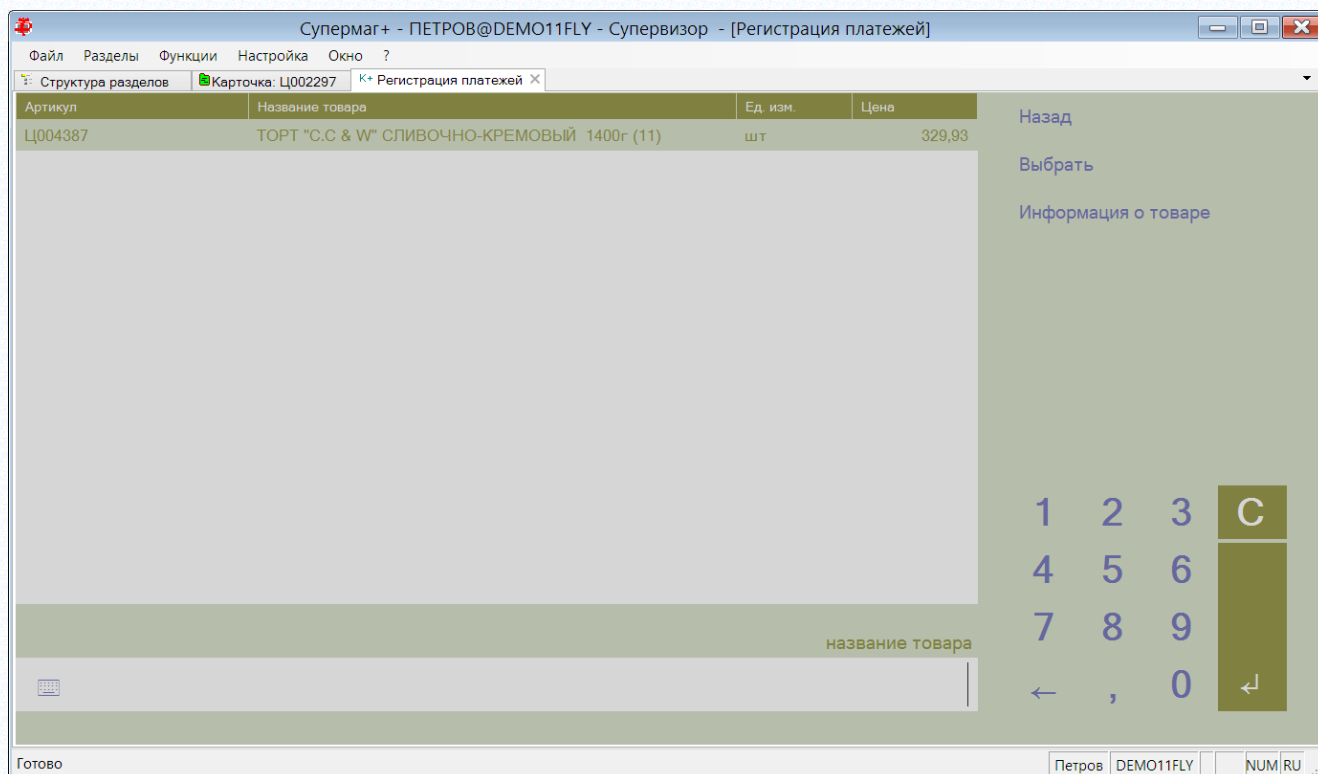 Супермаг+ - ПЕТРОВ@DEMO11FLY - Супервизор - [Регистрация платежей]
Файл Разделы Функции Настройка Окно ?
Структура разделов Карточка: Ц002297 K+ Регистрация платежей
Артикул Название товара Ед. изм. Цена
Ц004387 ТОРТ "С.С & W" СЛИВОЧНО-КРЕМОВЫЙ 1400г (11) шт 329,93
Назад
Выбрать
Информация о товаре
1 2 3 C
4 5 6
7 8 9
← , 0 ↵
название товара
Готово Петров DEMO11FLY NUM RU